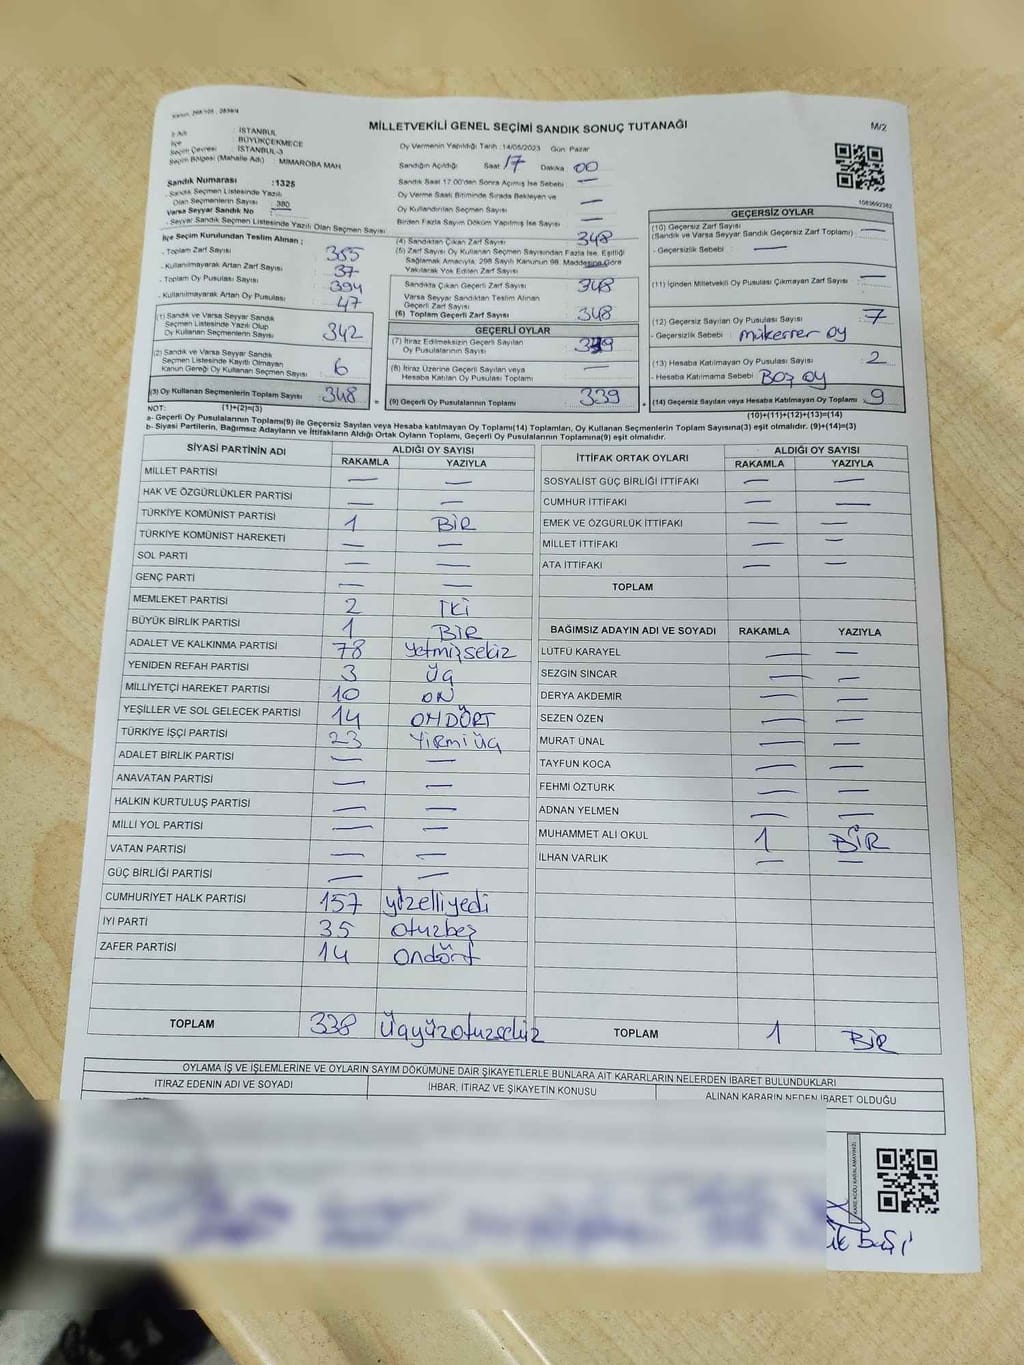 MİLLETVEKİLİ GENEL SEÇİMİ SANDIK SONUÇ TUTANAĞI
M/2
İl Adı : İSTANBUL
İlçe : BÜYÜKÇEKMECE
Seçim Çevresi : İSTANBUL-3
Seçim Bölgesi (Mahalle Adı) : MİMAROBA MAH.
Sandık Numarası : 1325
- Sandık Seçmen Listesinde Yazılı
Olan Seçmenlerin Sayısı : 380
Varsa Seyyar Sandık No :
Seyyar Sandık Seçmen Listesinde Yazılı Olan Seçmen Sayısı
Oy Vermenin Yapıldığı Tarih :14/05/2023 Gün: Pazar
Sandığın Açıldığı Saat 17 Dakika 00
Sandık Saat 17.00'den Sonra Açılmış İse Sebebi : —
Oy Verme Saati Bitiminde Sırada Bekleyen ve
Oy Kullandırılan Seçmen Sayısı : —
Birden Fazla Sayım Döküm Yapılmış İse Sayısı : —
1083692382
İlçe Seçim Kurulundan Teslim Alınan ;
- Toplam Zarf Sayısı : 385
- Kullanılmayarak Artan Zarf Sayısı : 37
- Toplam Oy Pusulası Sayısı : 394
- Kullanılmayarak Artan Oy Pusulası : 47
(1) Sandık ve Varsa Seyyar Sandık
Seçmen Listesinde Yazılı Olup
Oy Kullanan Seçmenlerin Sayısı : 342
(2) Sandık ve Varsa Seyyar Sandık
Seçmen Listesinde Kayıtlı Olmayan
Kanun Gereği Oy Kullanan Seçmen Sayısı : 6
(3) Oy Kullanan Seçmenlerin Toplam Sayısı : 348
(4) Sandıktan Çıkan Zarf Sayısı : 348
(5) Zarf Sayısı Oy Kullanan Seçmen Sayısından Fazla İse, Eşitliği
Sağlamak Amacıyla, 298 Sayılı Kanunun 98. Maddesine Göre
Yakılarak Yok Edilen Zarf Sayısı : —
Sandıkta Çıkan Geçerli Zarf Sayısı : 348
Varsa Seyyar Sandıktan Teslim Alınan
Geçerli Zarf Sayısı :
(6) Toplam Geçerli Zarf Sayısı : 348
GEÇERLİ OYLAR
(7) İtiraz Edilmeksizin Geçerli Sayılan
Oy Pusulalarının Sayısı : 339
(8) İtiraz Üzerine Geçerli Sayılan veya
Hesaba Katılan Oy Pusulası Toplamı : —
(9) Geçerli Oy Pusulalarının Toplamı : 339
GEÇERSİZ OYLAR
(10) Geçersiz Zarf Sayısı
(Sandık ve Varsa Seyyar Sandık Geçersiz Zarf Toplamı) : —
- Geçersizlik Sebebi : —
(11) İçinden Milletvekili Oy Pusulası Çıkmayan Zarf Sayısı : —
(12) Geçersiz Sayılan Oy Pusulası Sayısı : 7
- Geçersizlik Sebebi : Mükerrer oy
(13) Hesaba Katılmayan Oy Pusulası Sayısı : 2
- Hesaba Katılmama Sebebi : Boş oy
(14) Geçersiz Sayılan veya Hesaba Katılmayan Oy Toplamı : 9
NOT: (1)+(2)=(3) (10)+(11)+(12)+(13)=(14)
a- Geçerli Oy Pusulalarının Toplamı(9) ile Geçersiz Sayılan veya Hesaba katılmayan Oy Toplamı(14) Toplamları, Oy Kullanan Seçmenlerin Toplam Sayısına(3) eşit olmalıdır. (9)+(14)=(3)
b- Siyasi Partilerin, Bağımsız Adayların ve İttifakların Aldığı Ortak Oyların Toplamı, Geçerli Oy Pusulalarının Toplamına(9) eşit olmalıdır.
SİYASİ PARTİNİN ADI ALDIĞI OY SAYISI
RAKAMLA YAZIYLA
MİLLET PARTİSİ — —
HAK VE ÖZGÜRLÜKLER PARTİSİ — —
TÜRKİYE KOMÜNİST PARTİSİ 1 BİR
TÜRKİYE KOMÜNİST HAREKETİ — —
SOL PARTİ — —
GENÇ PARTİ — —
MEMLEKET PARTİSİ 2 İKİ
BÜYÜK BİRLİK PARTİSİ 1 BİR
ADALET VE KALKINMA PARTİSİ 78 yetmişsekiz
YENİDEN REFAH PARTİSİ 3 üç
MİLLİYETÇİ HAREKET PARTİSİ 10 ON
YEŞİLLER VE SOL GELECEK PARTİSİ 14 ONDÖRT
TÜRKİYE İŞÇİ PARTİSİ 23 Yirmiüç
ADALET BİRLİK PARTİSİ — —
ANAVATAN PARTİSİ — —
HALKIN KURTULUŞ PARTİSİ — —
MİLLİ YOL PARTİSİ — —
VATAN PARTİSİ — —
GÜÇ BİRLİĞİ PARTİSİ — —
CUMHURİYET HALK PARTİSİ 157 yüzelliyedi
İYİ PARTİ 35 otuzbeş
ZAFER PARTİSİ 14 ondört
TOPLAM 338 üçyüzotuzsekiz
İTTİFAK ORTAK OYLARI ALDIĞI OY SAYISI
RAKAMLA YAZIYLA
SOSYALİST GÜÇ BİRLİĞİ İTTİFAKI — —
CUMHUR İTTİFAKI — —
EMEK VE ÖZGÜRLÜK İTTİFAKI — —
MİLLET İTTİFAKI — —
ATA İTTİFAKI — —
TOPLAM
BAĞIMSIZ ADAYIN ADI VE SOYADI RAKAMLA YAZIYLA
LÜTFÜ KARAYEL — —
SEZGİN SİNCAR — —
DERYA AKDEMİR — —
SEZEN ÖZEN — —
MURAT ÜNAL — —
TAYFUN KOCA — —
FEHMİ ÖZTÜRK — —
ADNAN YELMEN — —
MUHAMMET ALİ OKUL 1 BİR
İLHAN VARLIK — —
TOPLAM 1 BİR
OYLAMA İŞ VE İŞLEMLERİNE VE OYLARIN SAYIM DÖKÜMÜNE DAİR ŞİKAYETLERLE BUNLARA AİT KARARLARIN NELERDEN İBARET BULUNDUKLARI
İTİRAZ EDENİN ADI VE SOYADI İHBAR, İTİRAZ VE ŞİKAYETİN KONUSU ALINAN KARARIN NEDEN İBARET OLDUĞU
KARE KODU KARALAMAYINIZ!